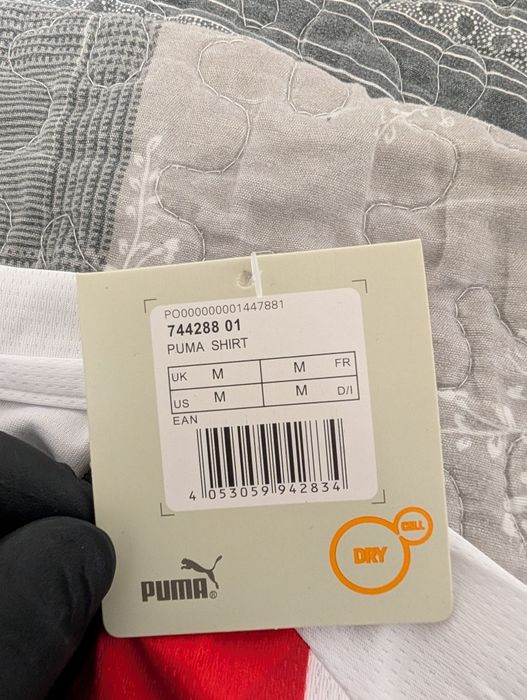 PO000000001447881
744288 01
PUMA SHIRT
UK M M FR
US M M D/I
EAN
4 053059 942834
DRY CELL
PUMA®